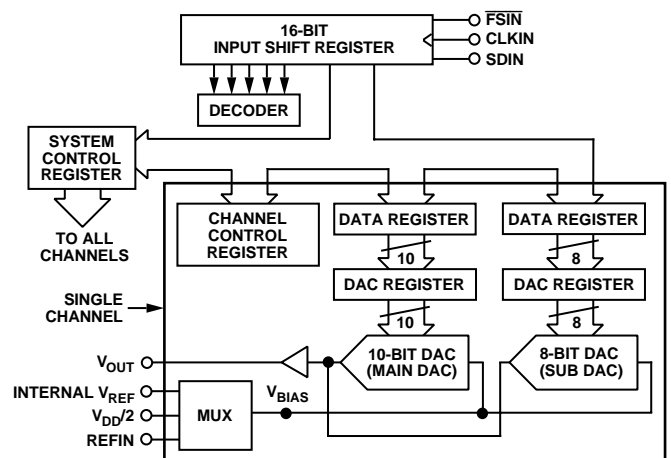 16-BIT
INPUT SHIFT REGISTER
FSIN
CLKIN
SDIN
DECODER
SYSTEM
CONTROL
REGISTER
TO ALL
CHANNELS
CHANNEL
CONTROL
REGISTER
DATA REGISTER
DATA REGISTER
10
8
DAC REGISTER
DAC REGISTER
10
8
SINGLE
CHANNEL
10-BIT DAC
(MAIN DAC)
8-BIT DAC
(SUB DAC)
VOUT
INTERNAL VREF
VDD/2
REFIN
MUX
VBIAS